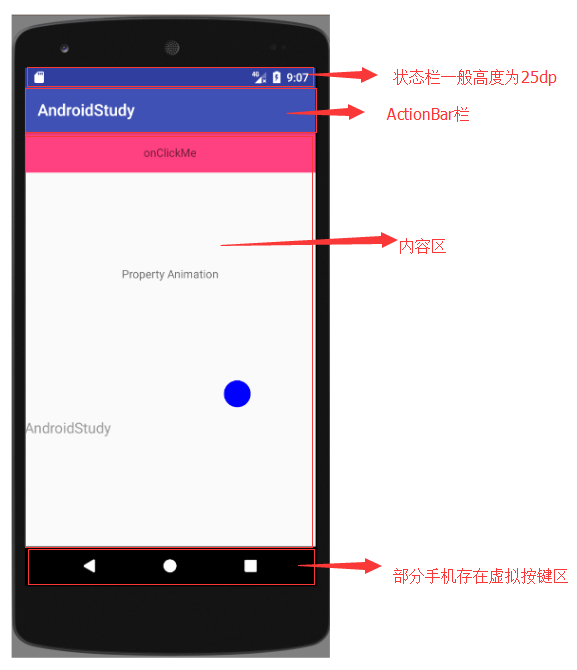 4G 9:07
状态栏一般高度为25dp
AndroidStudy
ActionBar栏
onClickMe
内容区
Property Animation
AndroidStudy
部分手机存在虚拟按键区